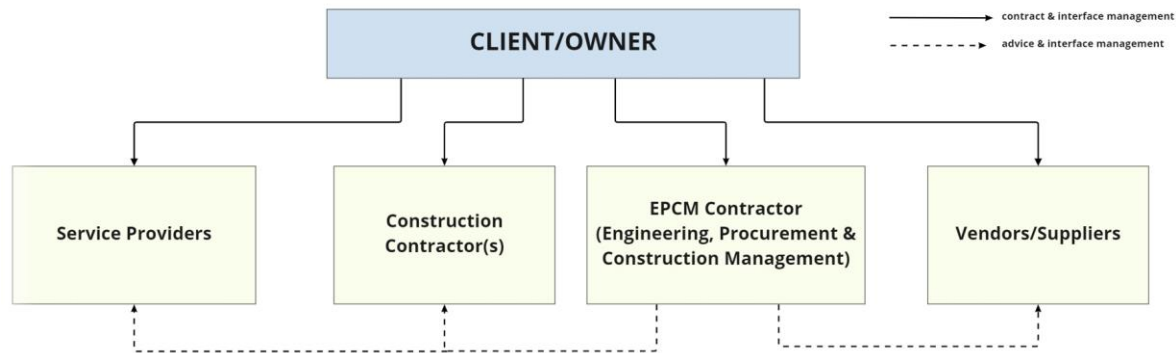 CLIENT/OWNER
contract & interface management
advice & interface management
Service Providers
Construction
Contractor(s)
EPCM Contractor
(Engineering, Procurement &
Construction Management)
Vendors/Suppliers